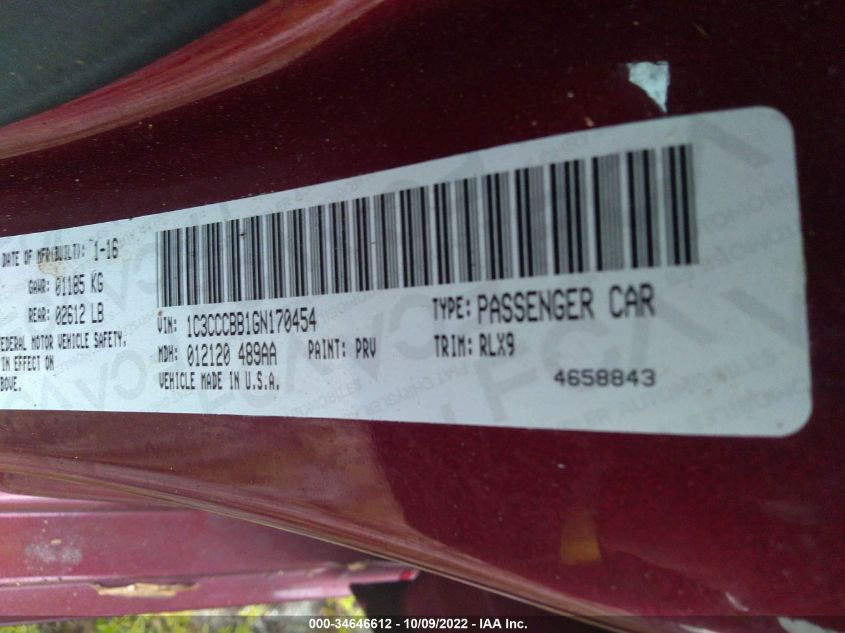 DATE OF MFR(BUILT): 1-16
GAWR: 01185 KG
REAR: 02612 LB
FEDERAL MOTOR VEHICLE SAFETY,
IN EFFECT ON
ABOVE.
VIN: 1C3CCCBB1GN170454
TYPE: PASSENGER CAR
MDH: 012120 489AA PAINT: PRV
TRIM: RLX9
VEHICLE MADE IN U.S.A.
4658843
000-34646612 - 10/09/2022 - IAA Inc.